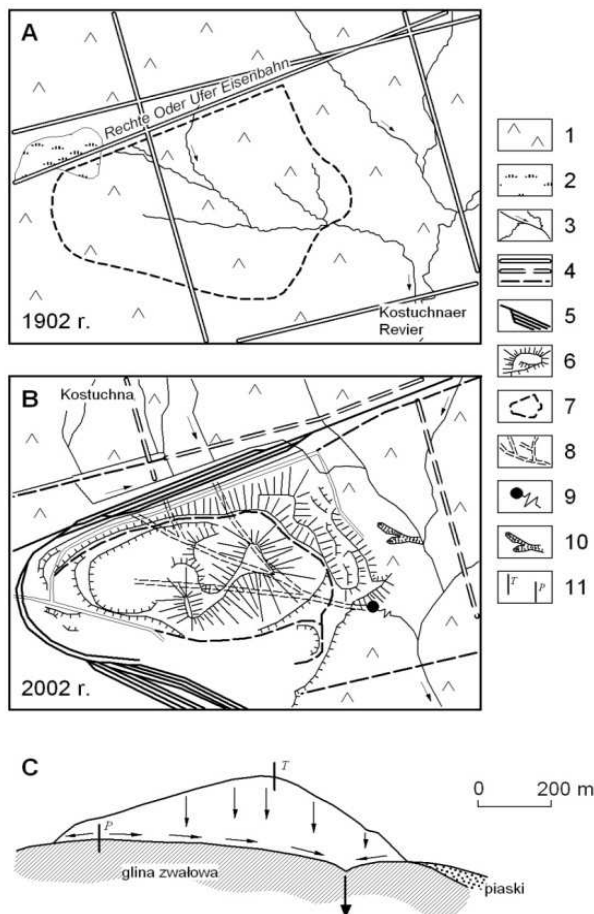 A
Rechte Oder Ufer Eisenbahn
Kostuchnaer
Revier
1902 r.
B
Kostuchna
2002 r.
1
2
3
4
5
6
7
8
9
10
T P 11
C
T
P
glina zwałowa
piaski
0 200 m